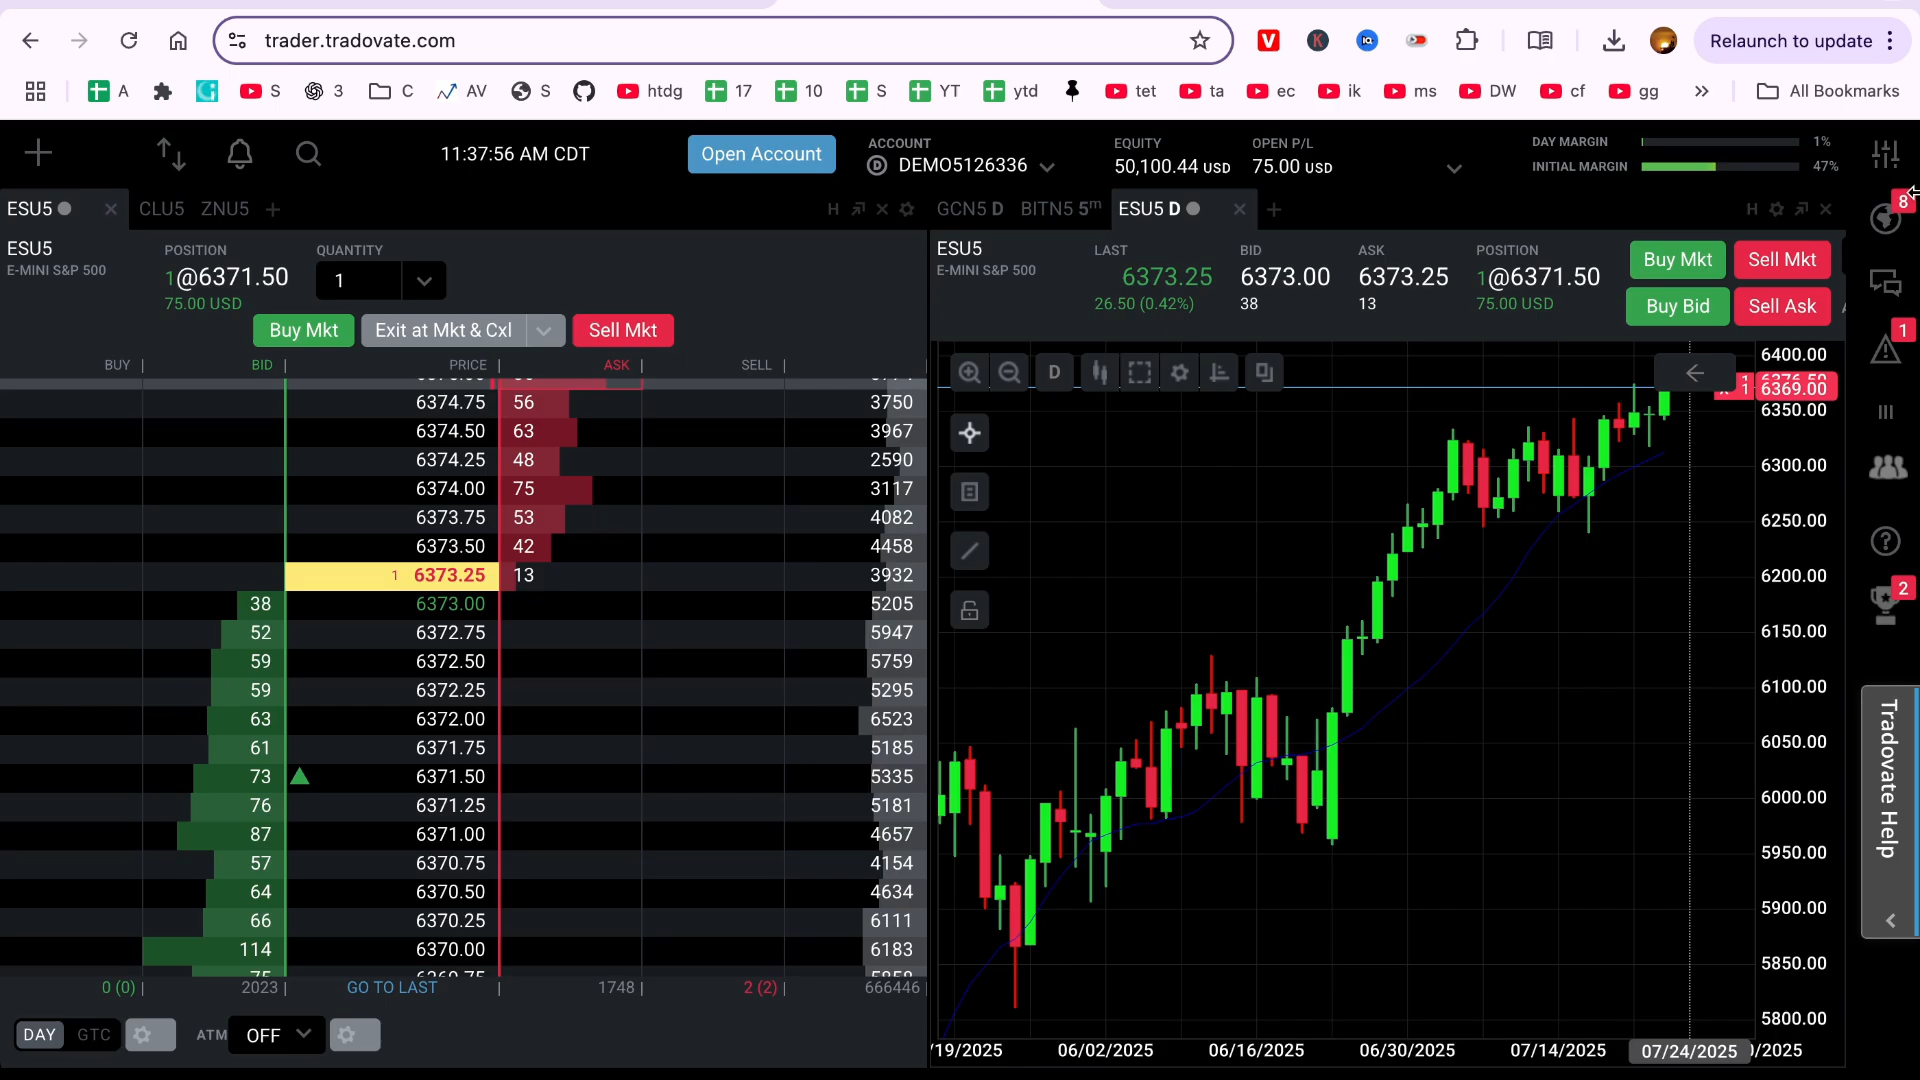 trader.tradovate.com
Relaunch to update
A
S
3
C
AV
S
htdg
17
10
S
YT
ytd
tet
ta
ec
ik
ms
DW
cf
gg
All Bookmarks
11:37:56 AM CDT
Open Account
ACCOUNT
DEMO5126336
EQUITY
50,100.44 USD
OPEN P/L
75.00 USD
DAY MARGIN
1%
INITIAL MARGIN
47%
ESU5
CLU5
ZNU5
H
ESU5
E-MINI S&P 500
POSITION
1@6371.50
75.00 USD
QUANTITY
1
Buy Mkt
Exit at Mkt & Cxl
Sell Mkt
BUY
BID
PRICE
ASK
SELL
6374.75 56 3750
6374.50 63 3967
6374.25 48 2590
6374.00 75 3117
6373.75 53 4082
6373.50 42 4458
1 6373.25 13 3932
38 6373.00 5205
52 6372.75 5947
59 6372.50 5759
59 6372.25 5295
63 6372.00 6523
61 6371.75 5185
73 6371.50 5335
76 6371.25 5181
87 6371.00 4657
57 6370.75 4154
64 6370.50 4634
66 6370.25 6111
114 6370.00 6183
0 (0)
2023
GO TO LAST
1748
2 (2)
666446
DAY
GTC
ATM
OFF
GCN5 D
BITN5 5m
ESU5 D
H
ESU5
E-MINI S&P 500
LAST
6373.25
26.50 (0.42%)
BID
6373.00
38
ASK
6373.25
13
POSITION
1@6371.50
75.00 USD
Buy Mkt
Sell Mkt
Buy Bid
Sell Ask
D
6400.00
1 6369.00
6350.00
6300.00
6250.00
6200.00
6150.00
6100.00
6050.00
6000.00
5950.00
5900.00
5850.00
5800.00
/19/2025
06/02/2025
06/16/2025
06/30/2025
07/14/2025
07/24/2025
/2025
8
1
2
Tradovate Help